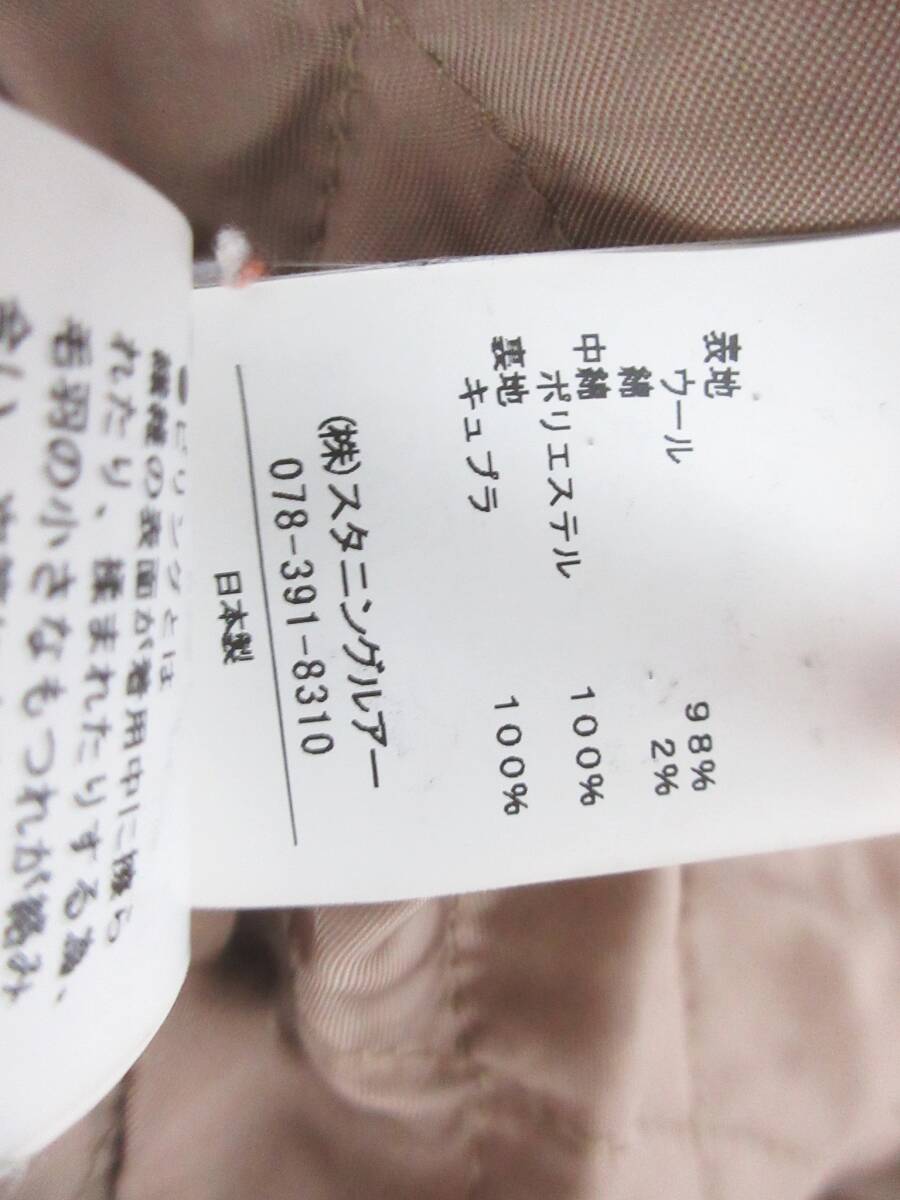 表地
ウール 98%
綿 2%
中綿
ポリエステル 100%
裏地
キュプラ 100%
(株)スタニングルアー
078-391-8310
日本製
ピリングとは
繊維の表面が着用中に擦ら
れたり、揉まれたりする為、
毛羽の小さなもつれが絡み